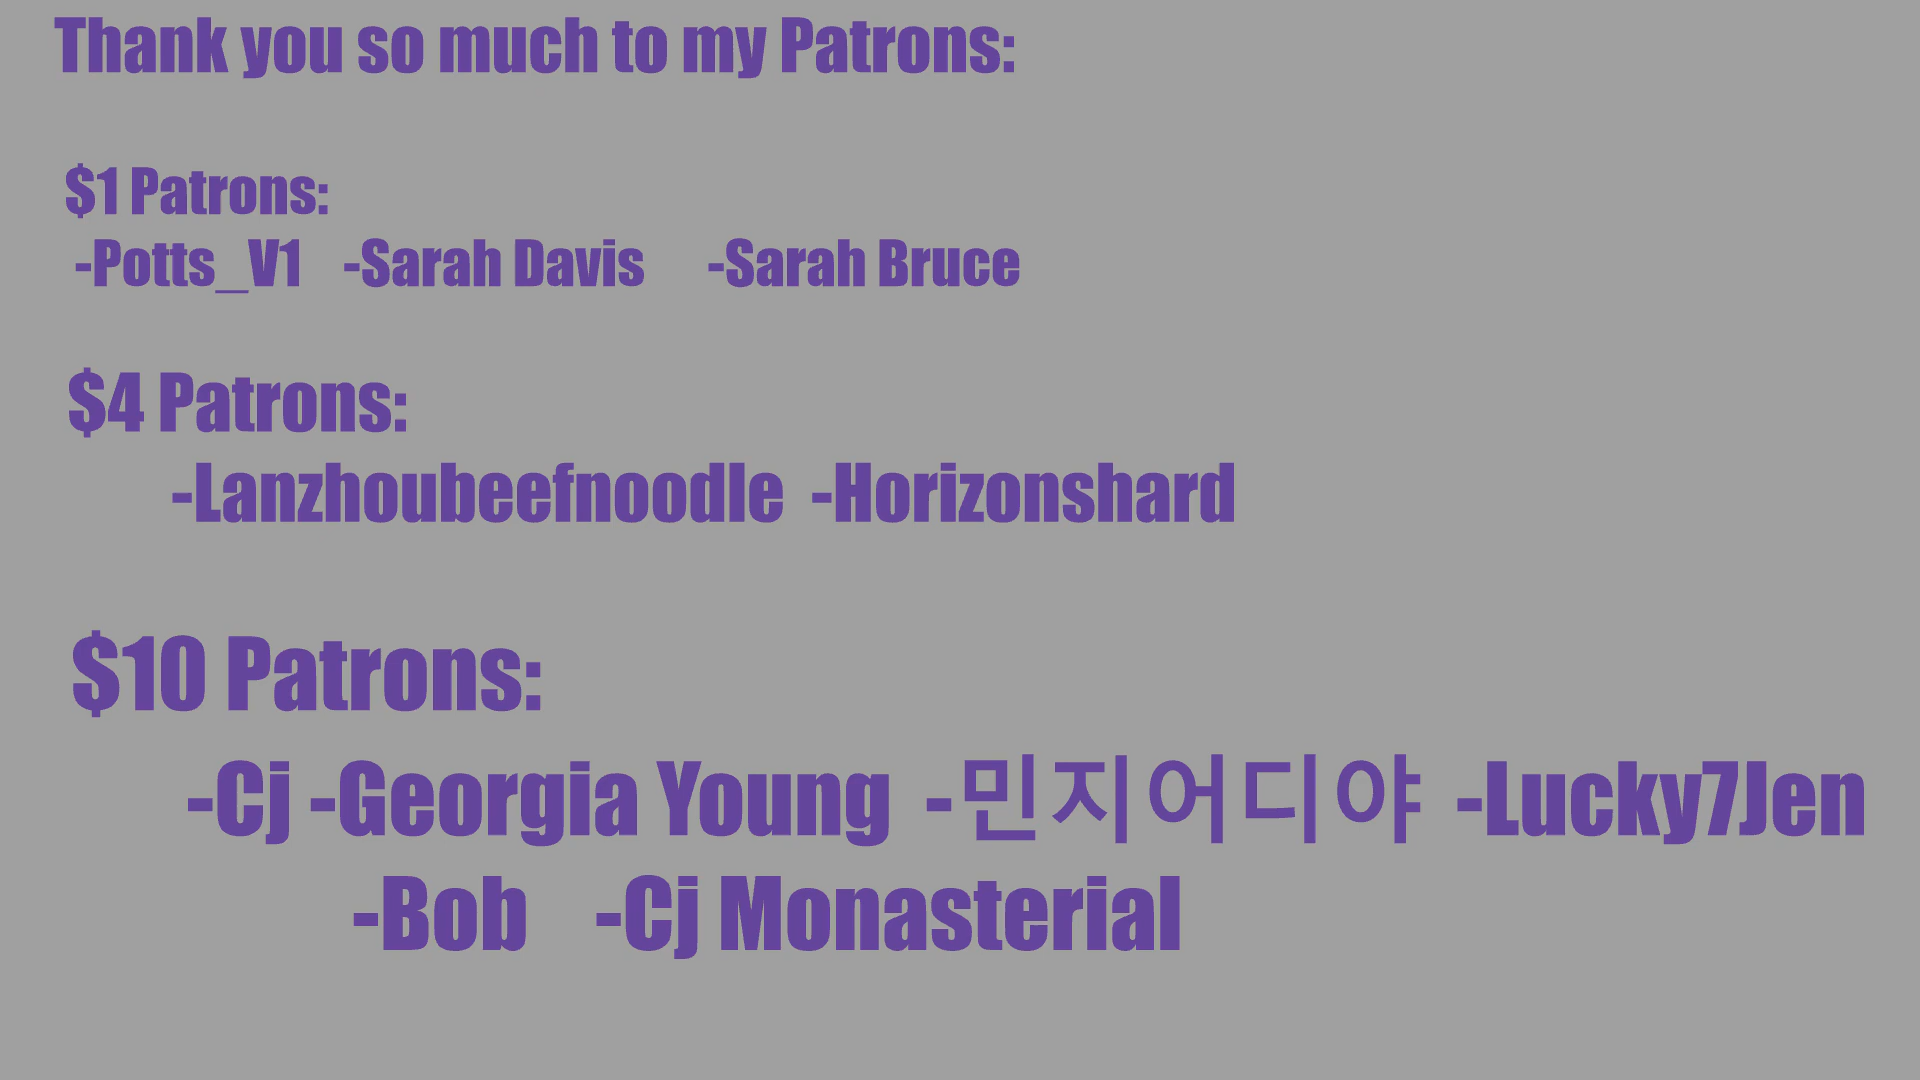 Thank you so much to my Patrons:
$1 Patrons:
-Potts_V1 -Sarah Davis -Sarah Bruce
$4 Patrons:
-Lanzhoubeefnoodle -Horizonshard
$10 Patrons:
-Cj -Georgia Young -민지어디야 -Lucky7Jen
-Bob -Cj Monasterial